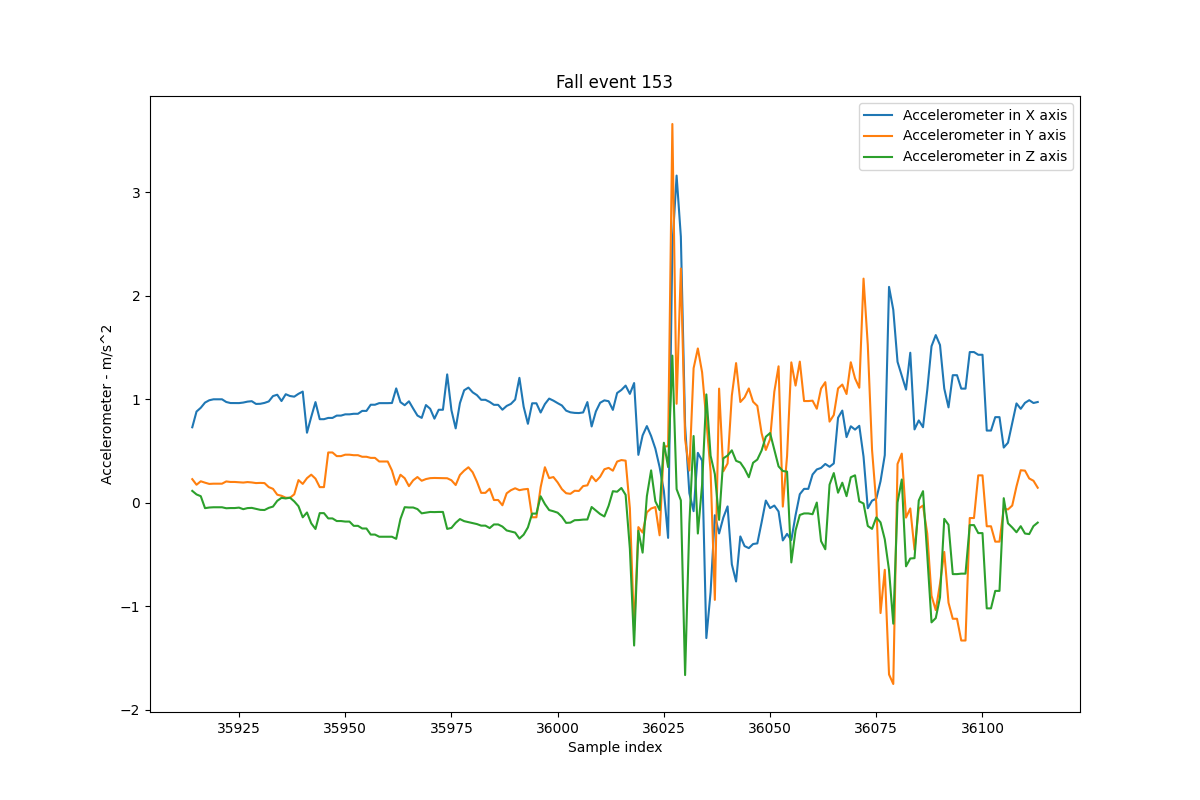 Fall event 153
Accelerometer in X axis
Accelerometer in Y axis
Accelerometer in Z axis
Accelerometer - m/s^2
3
2
1
0
−1
−2
35925 35950 35975 36000 36025 36050 36075 36100
Sample index